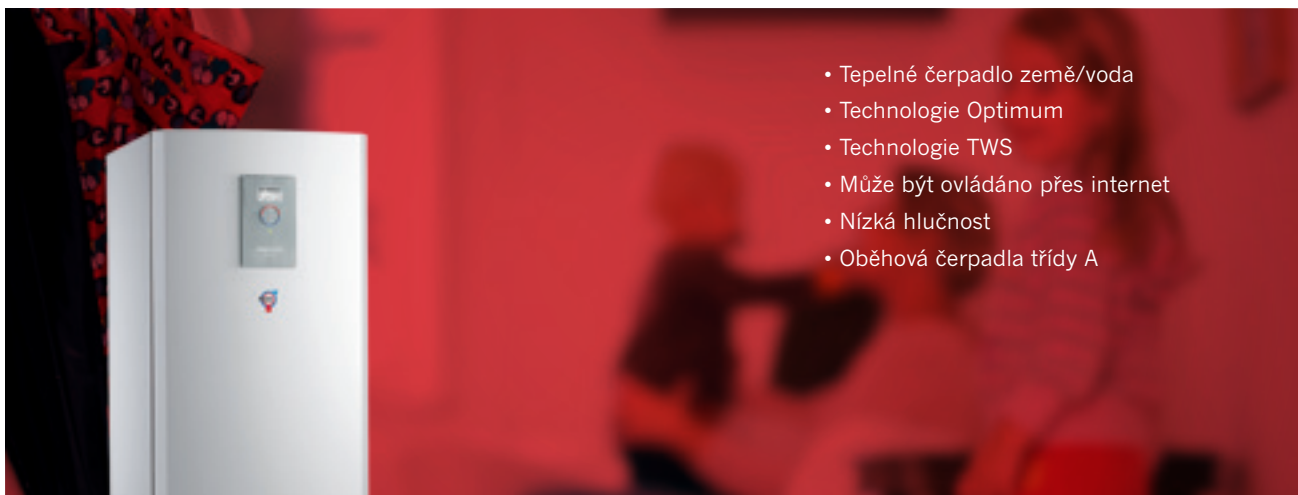 • Tepelné čerpadlo země/voda
• Technologie Optimum
• Technologie TWS
• Může být ovládáno přes internet
• Nízká hlučnost
• Oběhová čerpadla třídy A